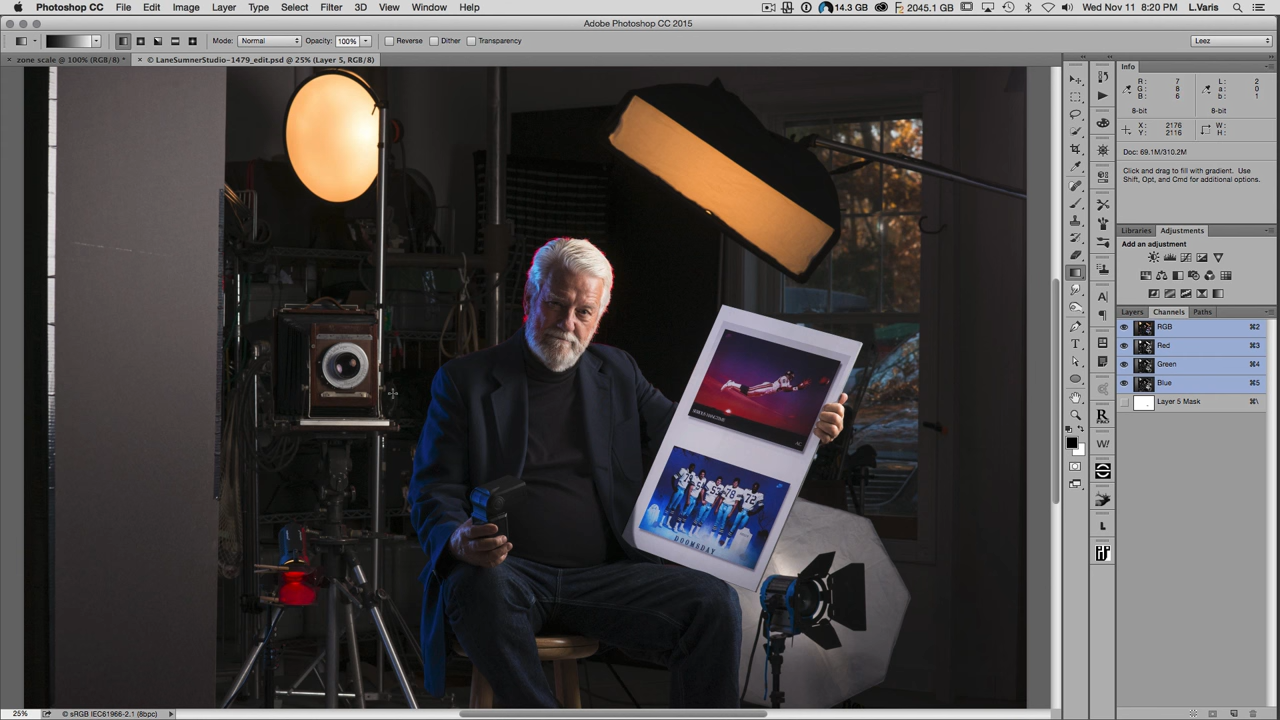 Photoshop CC File Edit Image Layer Type Select Filter 3D View Window Help 14.3 GB 2045.1 GB Wed Nov 11 8:20 PM L.Varis
Adobe Photoshop CC 2015
Mode: Normal Opacity: 100% Reverse Dither Transparency Leez
× zone scale @ 100% (RGB/8) * × © LaneSumnerStudio-1479_edit.psd @ 25% (Layer 5, RGB/8)
Info
R: 7 L: 2
G: 8 a: 0
B: 6 b: 1
8-bit 8-bit
X: 2176 W:
Y: 2116 H:
Doc: 69.1M/310.2M
Click and drag to fill with gradient. Use
Shift, Opt, and Cmd for additional options.
Libraries Adjustments
Add an adjustment
Layers Channels Paths
RGB ⌘2
Red ⌘3
Green ⌘4
Blue ⌘5
Layer 5 Mask ⌘\
DOOMSDAY
25% © sRGB IEC61966-2.1 (8bpc)